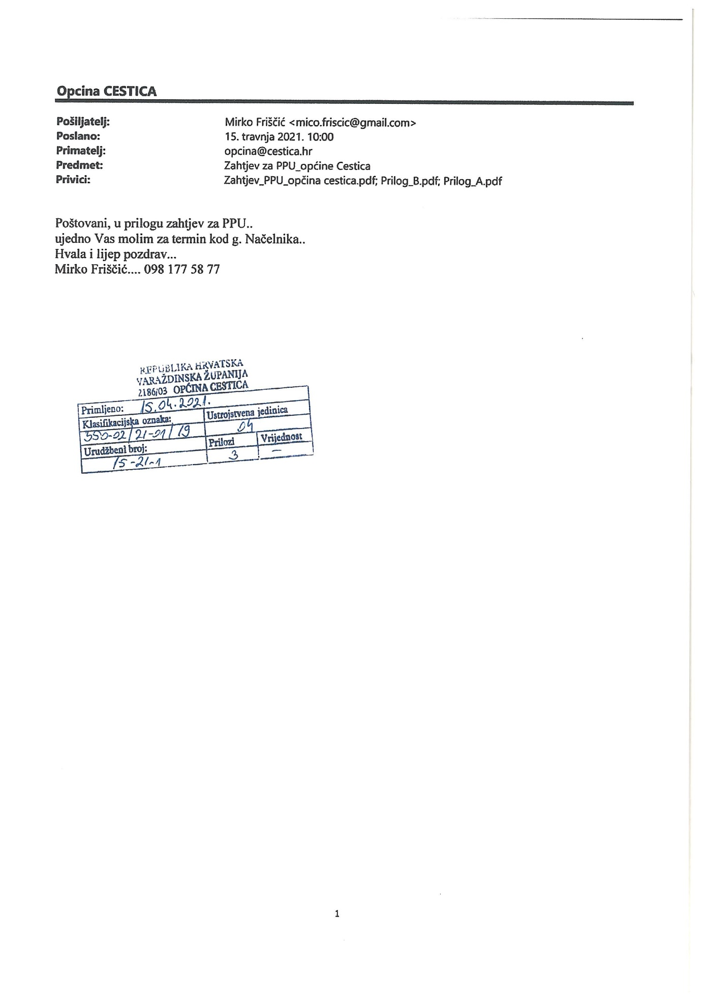 Opcina CESTICA
Pošiljatelj: Mirko Friščić <mico.friscic@gmail.com>
Poslano: 15. travnja 2021. 10:00
Primatelj: opcina@cestica.hr
Predmet: Zahtjev za PPU_općine Cestica
Privici: Zahtjev_PPU_opčina cestica.pdf; Prilog_B.pdf; Prilog_A.pdf
Poštovani, u prilogu zahtjev za PPU..
ujedno Vas molim za termin kod g. Načelnika..
Hvala i lijep pozdrav...
Mirko Friščić.... 098 177 58 77
REPUBLIKA HRVATSKA
VARAŽDINSKA ŽUPANIJA
2186/03 OPĆINA CESTICA
Primljeno: 15.04.2021.
Klasifikacijska oznaka: Ustrojstvena jedinica
350-02/21-01/19 04
Urudžbeni broj: Prilozi Vrijednost
15-21-1 3 –
1